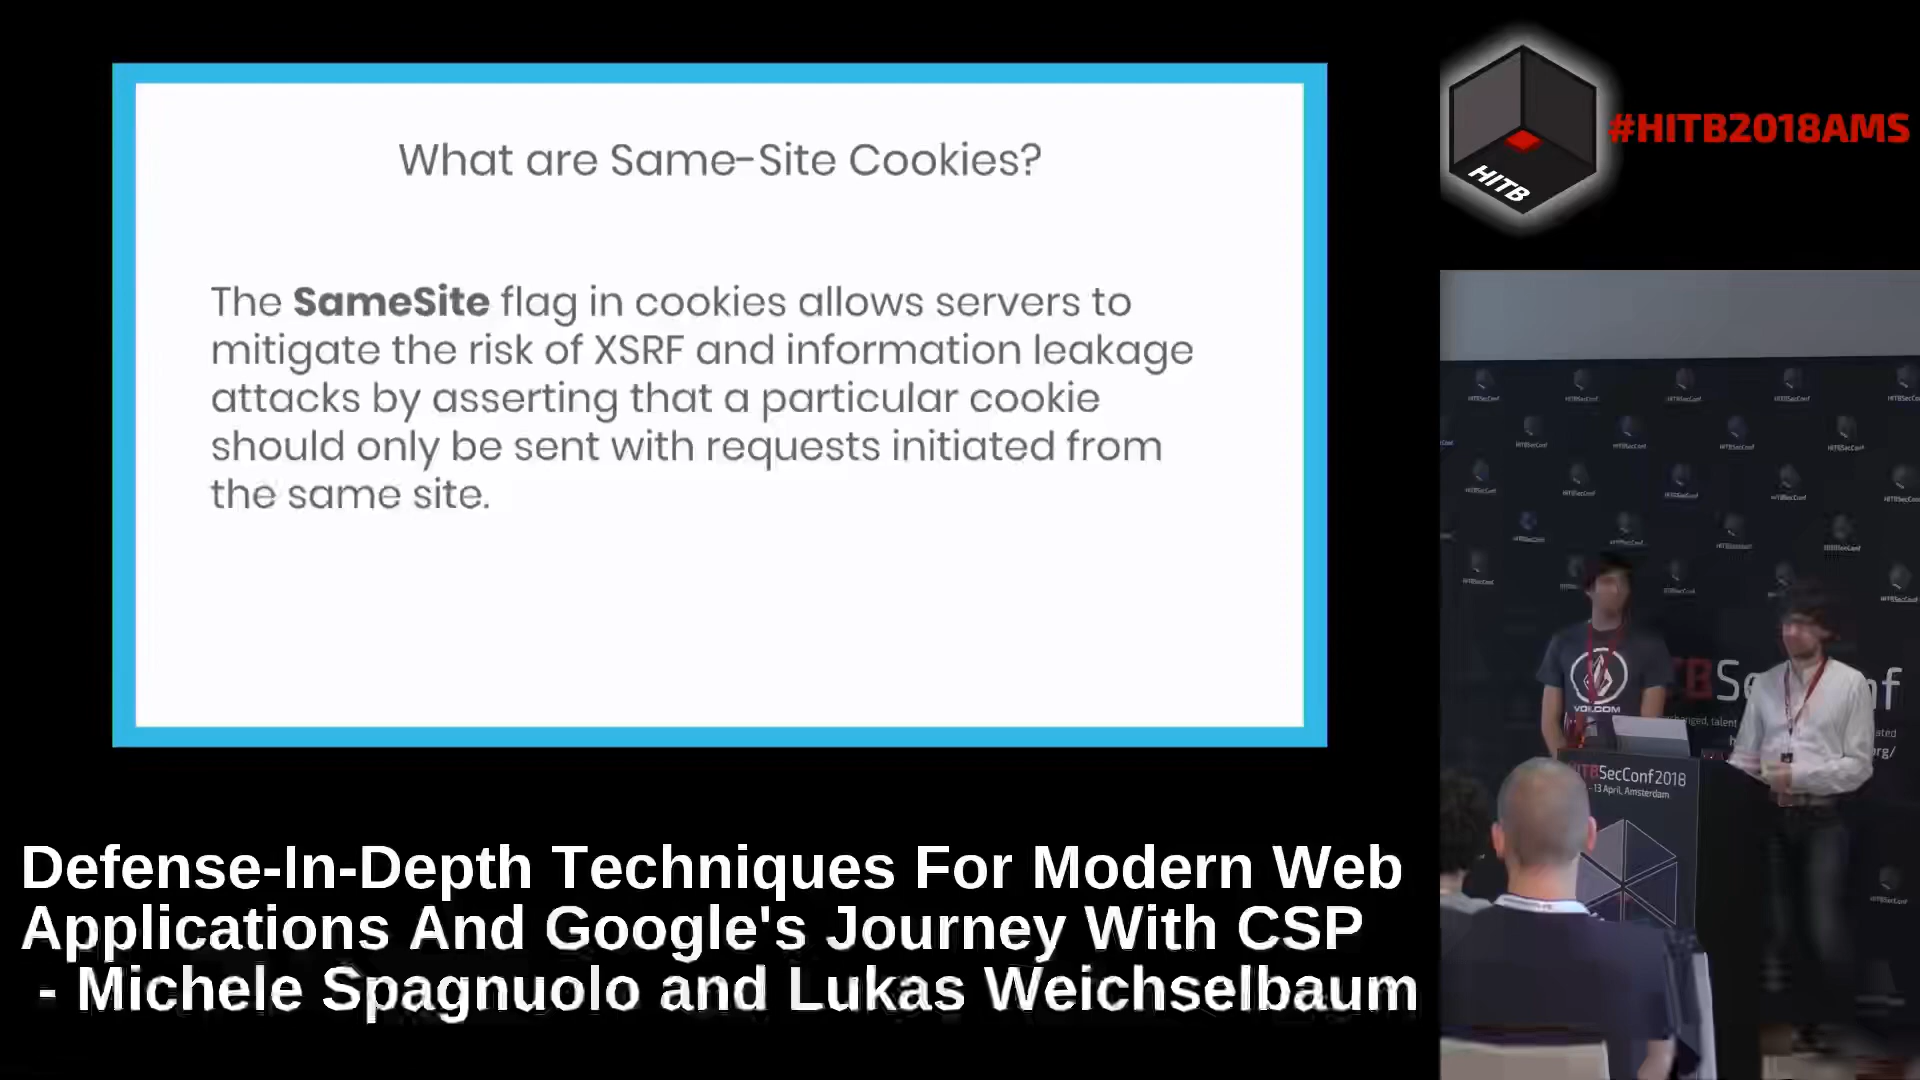 What are Same-Site Cookies?
The SameSite flag in cookies allows servers to
mitigate the risk of XSRF and information leakage
attacks by asserting that a particular cookie
should only be sent with requests initiated from
the same site.
Defense-In-Depth Techniques For Modern Web
Applications And Google's Journey With CSP
- Michele Spagnuolo and Lukas Weichselbaum
HITB
#HITB2018AMS
VOLCOM
HITBSecConf2018
- 13 April, Amsterdam